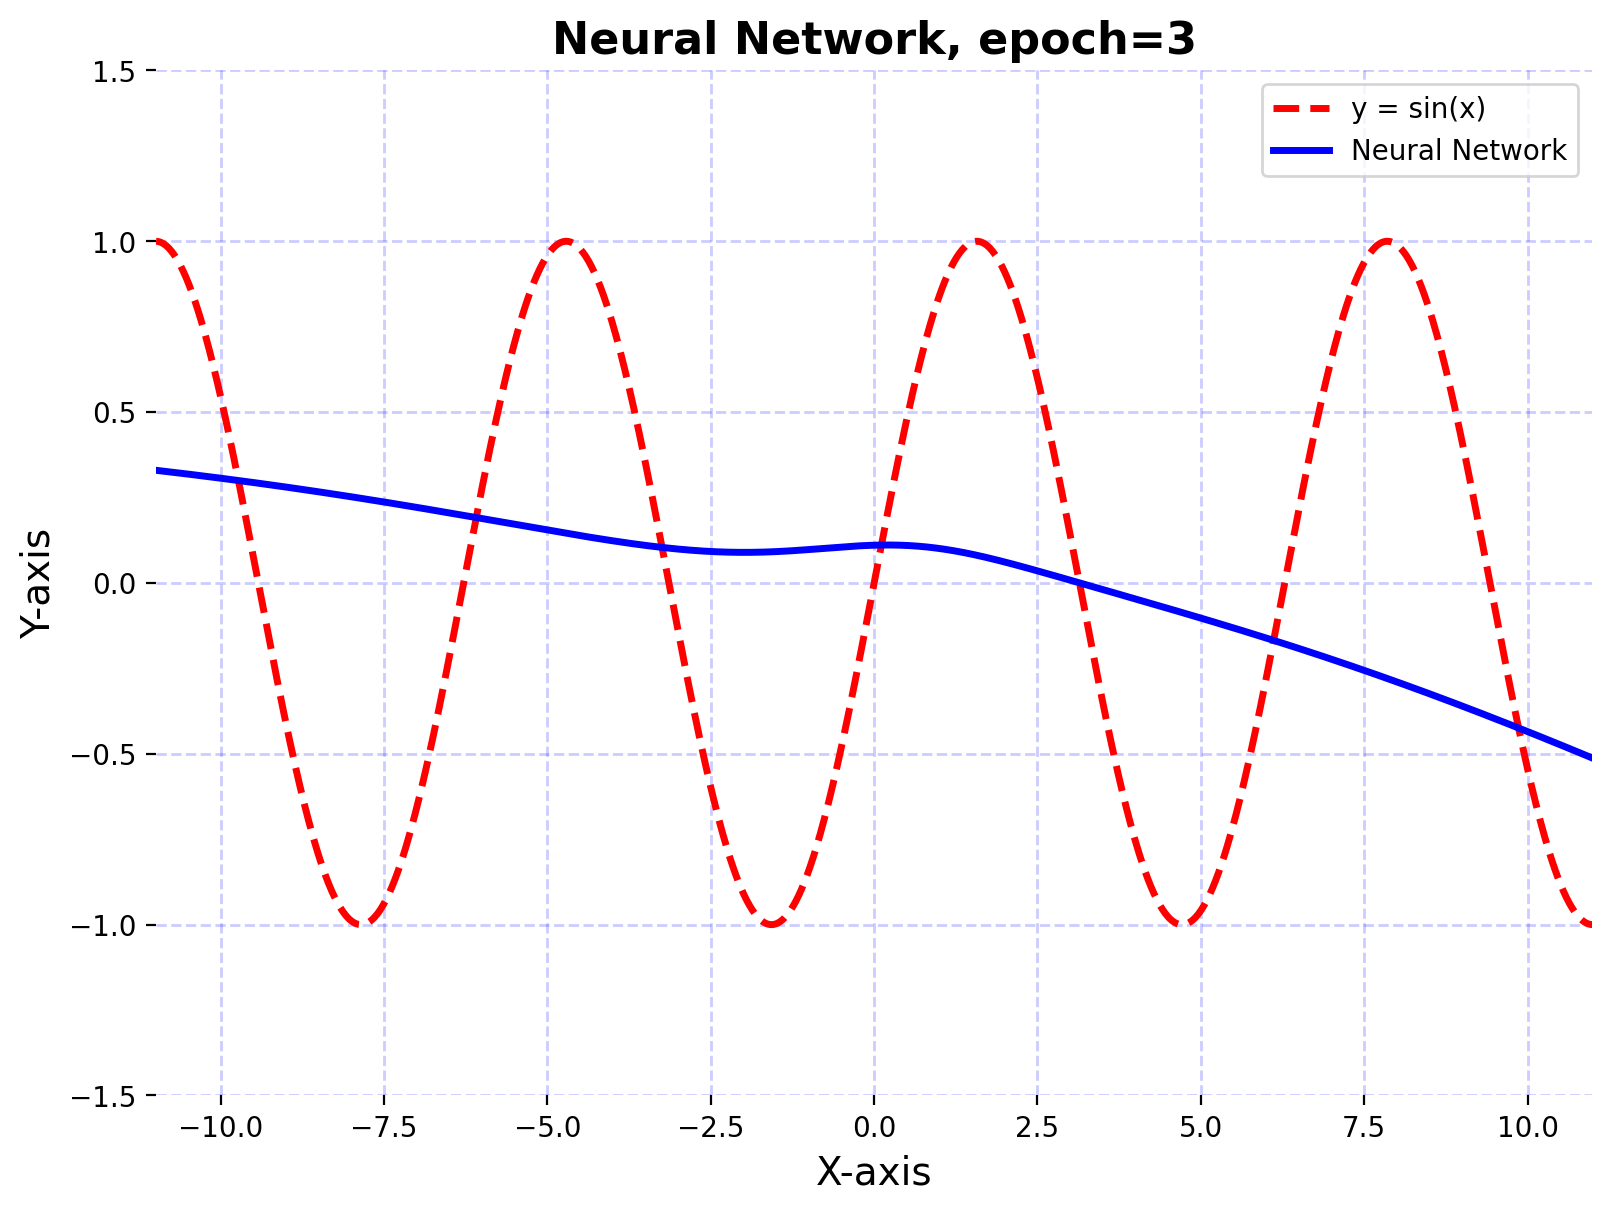 Neural Network, epoch=3
y = sin(x)
Neural Network
1.5
1.0
0.5
0.0
−0.5
−1.0
−1.5
Y-axis
−10.0 −7.5 −5.0 −2.5 0.0 2.5 5.0 7.5 10.0
X-axis